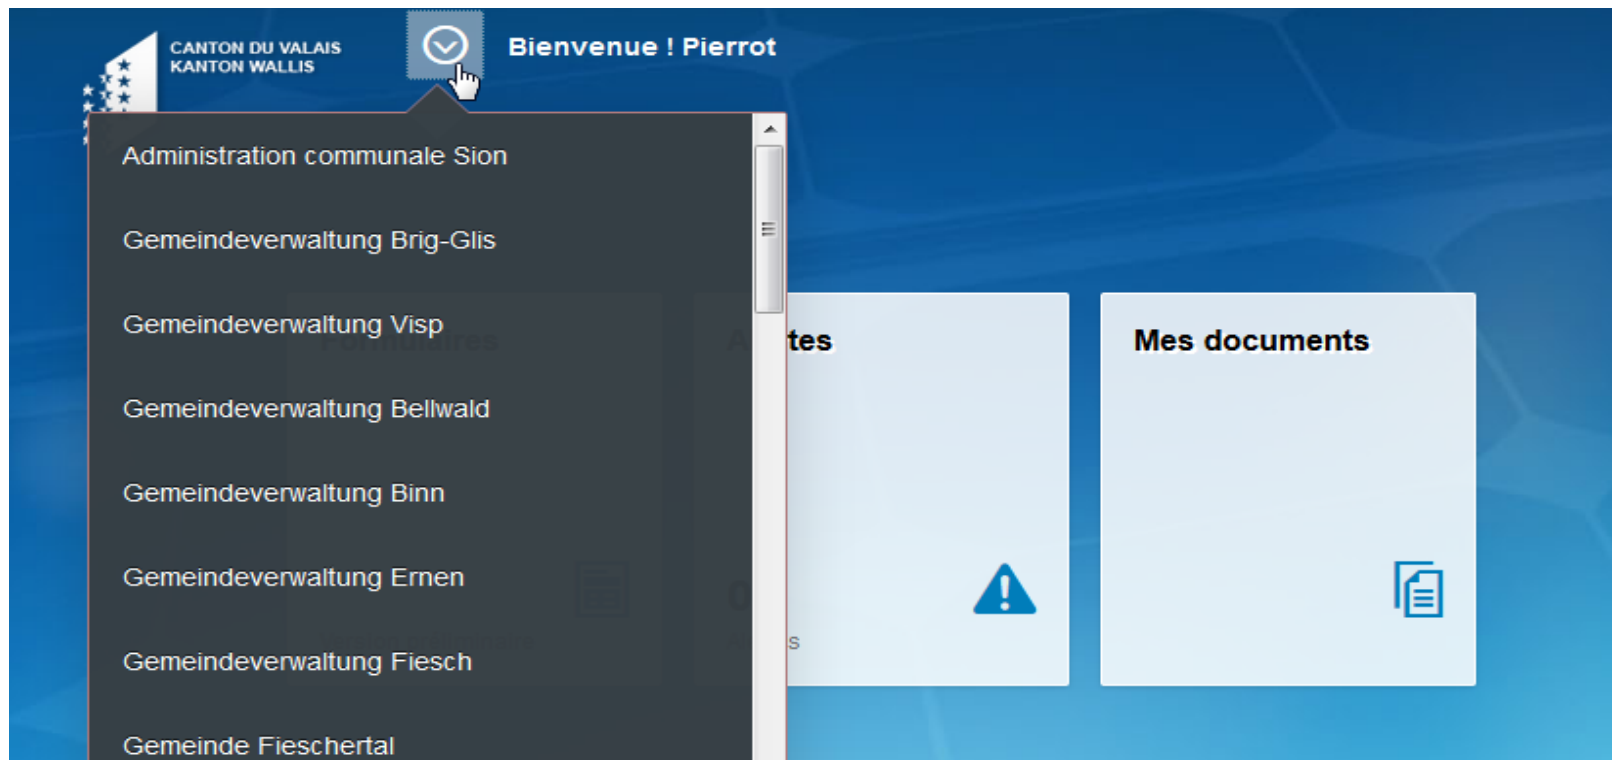 CANTON DU VALAIS
KANTON WALLIS
Bienvenue ! Pierrot
Administration communale Sion
Gemeindeverwaltung Brig-Glis
Gemeindeverwaltung Visp
Gemeindeverwaltung Bellwald
Gemeindeverwaltung Binn
Gemeindeverwaltung Ernen
Gemeindeverwaltung Fiesch
Gemeinde Fieschertal
Formulaires
Mes documents